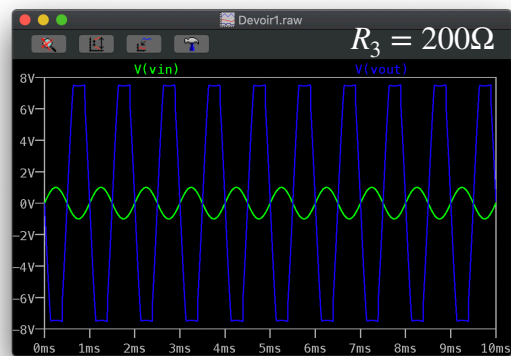 Devoir1.raw
R₃ = 200Ω
V(vin) V(vout)
8V
6V
4V
2V
0V
−2V
−4V
−6V
−8V
0ms 1ms 2ms 3ms 4ms 5ms 6ms 7ms 8ms 9ms 10ms